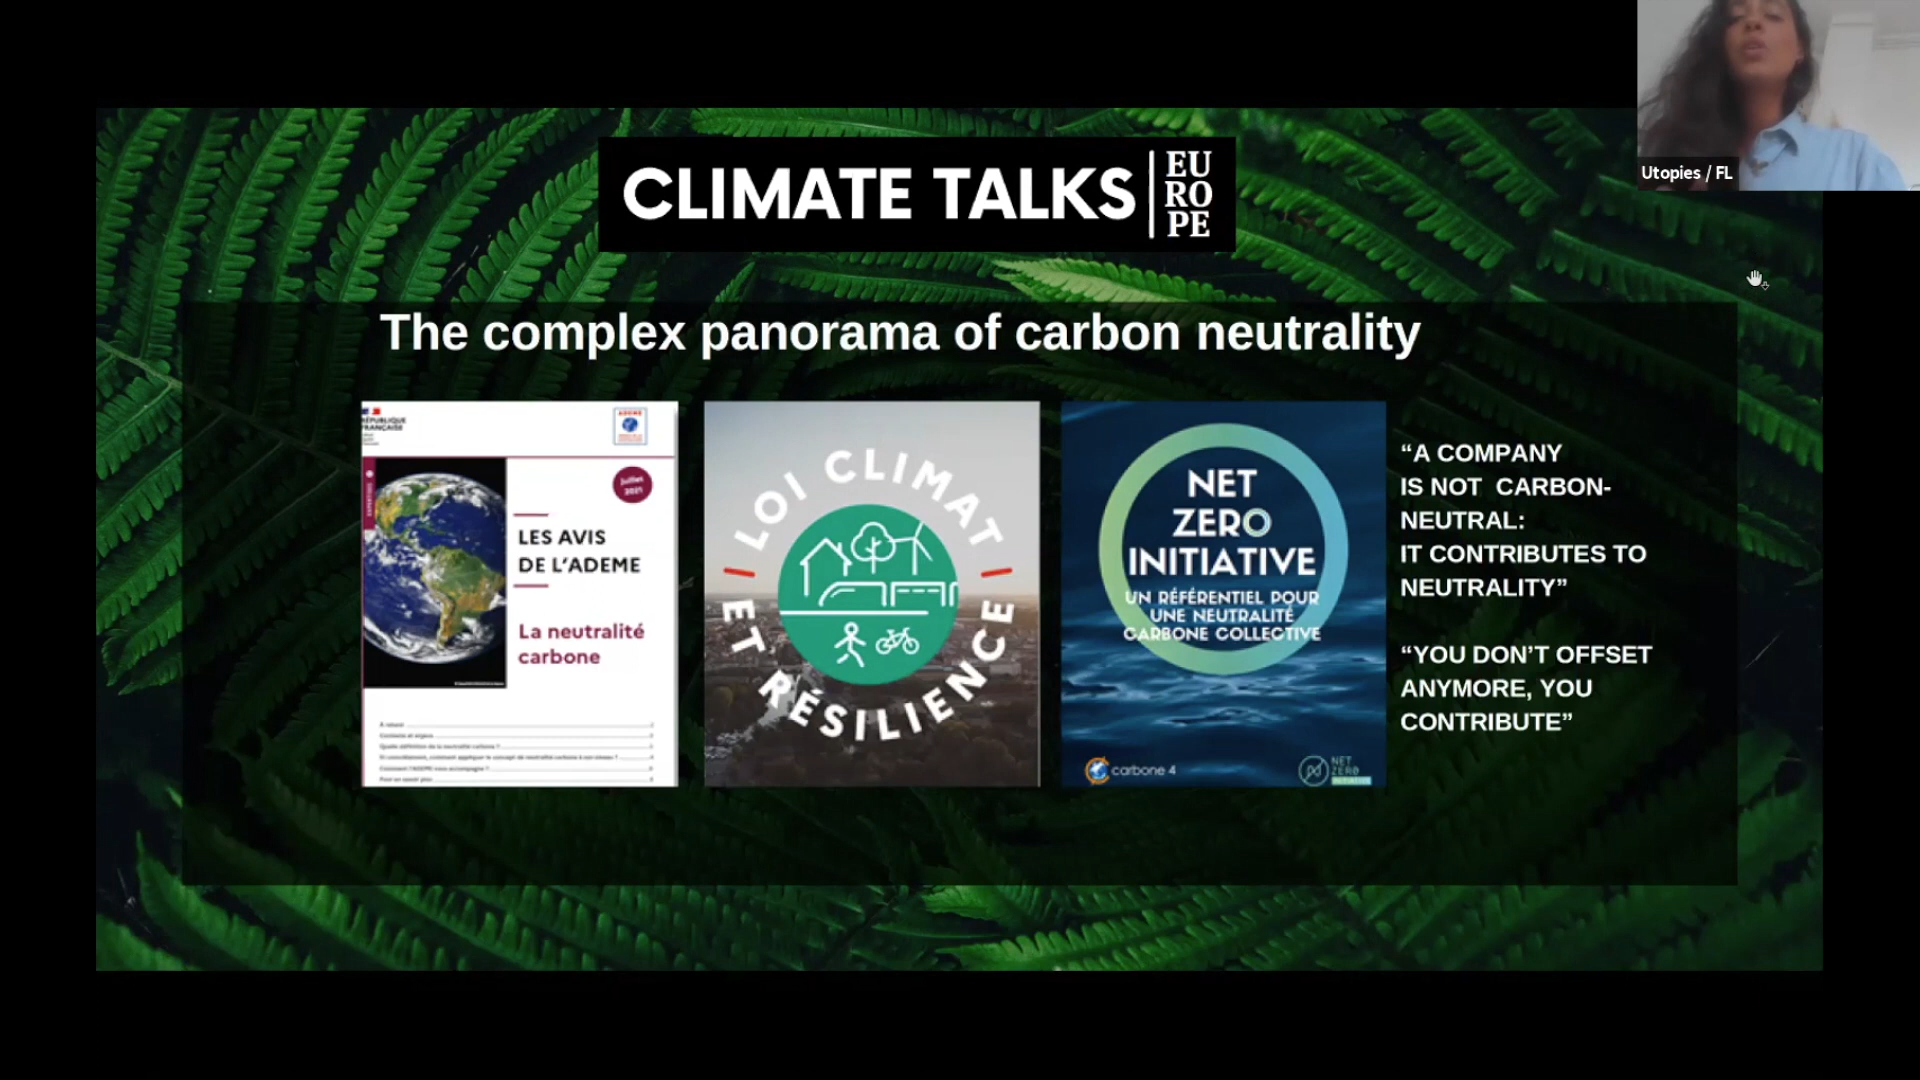 CLIMATE TALKS
EU
RO
PE
Utopies / FL
The complex panorama of carbon neutrality
RÉPUBLIQUE
FRANÇAISE
ADEME
Juillet
2021
LES AVIS
DE L’ADEME
La neutralité
carbone
LOI CLIMAT
ET RÉSILIENCE
NET
ZERO
INITIATIVE
UN RÉFÉRENTIEL POUR
UNE NEUTRALITÉ
CARBONE COLLECTIVE
carbone 4
NET
ZERO
INITIATIVE
“A COMPANY
IS NOT CARBON-
NEUTRAL:
IT CONTRIBUTES TO
NEUTRALITY”
“YOU DON’T OFFSET
ANYMORE, YOU
CONTRIBUTE”